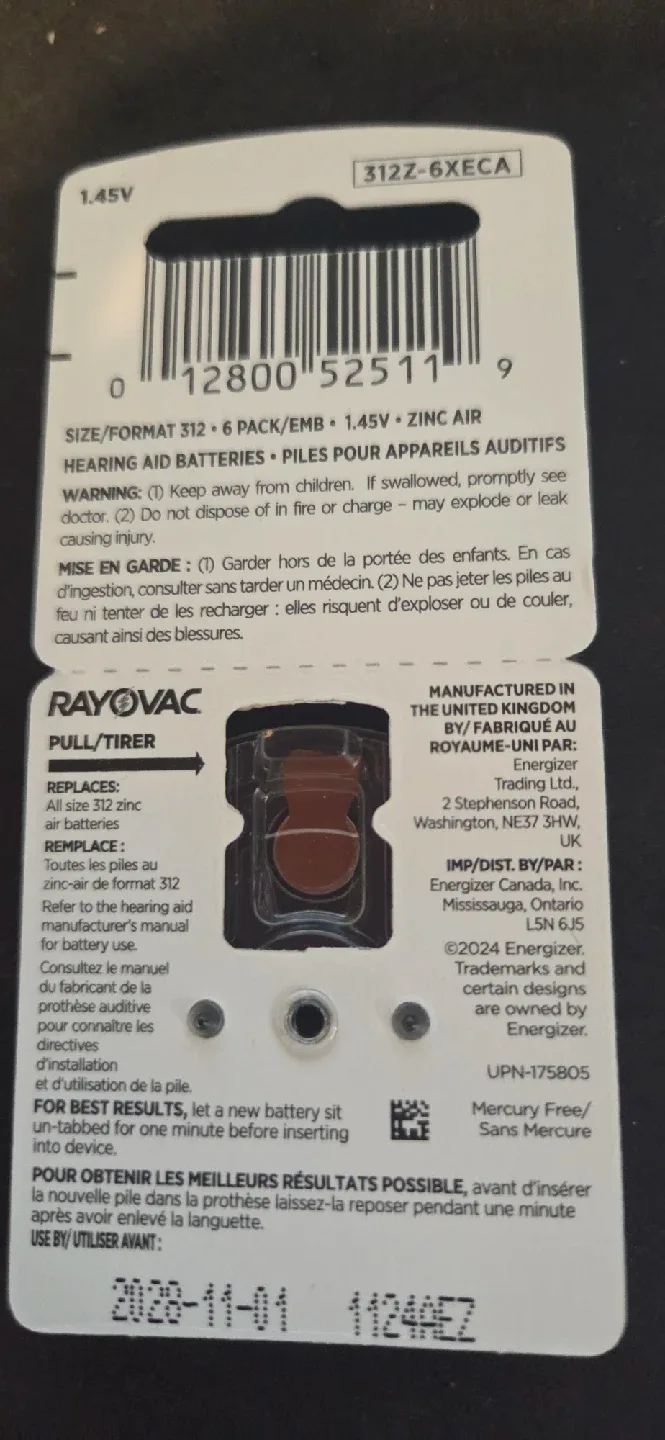 1.45V
312Z-6XECA
0 12800 52511 9
SIZE/FORMAT 312 • 6 PACK/EMB • 1.45V • ZINC AIR
HEARING AID BATTERIES • PILES POUR APPAREILS AUDITIFS
WARNING: (1) Keep away from children. If swallowed, promptly see
doctor. (2) Do not dispose of in fire or charge – may explode or leak
causing injury.
MISE EN GARDE : (1) Garder hors de la portée des enfants. En cas
d'ingestion, consulter sans tarder un médecin. (2) Ne pas jeter les piles au
feu ni tenter de les recharger : elles risquent d'exploser ou de couler,
causant ainsi des blessures.
RAYOVAC
PULL/TIRER
REPLACES:
All size 312 zinc
air batteries
REMPLACE :
Toutes les piles au
zinc-air de format 312
Refer to the hearing aid
manufacturer's manual
for battery use.
Consultez le manuel
du fabricant de la
prothèse auditive
pour connaître les
directives
d'installation
et d'utilisation de la pile.
MANUFACTURED IN
THE UNITED KINGDOM
BY/ FABRIQUÉ AU
ROYAUME-UNI PAR:
Energizer
Trading Ltd.,
2 Stephenson Road,
Washington, NE37 3HW,
UK
IMP/DIST. BY/PAR :
Energizer Canada, Inc.
Mississauga, Ontario
L5N 6J5
©2024 Energizer.
Trademarks and
certain designs
are owned by
Energizer.
UPN-175805
Mercury Free/
Sans Mercure
FOR BEST RESULTS, let a new battery sit
un-tabbed for one minute before inserting
into device.
POUR OBTENIR LES MEILLEURS RÉSULTATS POSSIBLE, avant d'insérer
la nouvelle pile dans la prothèse laissez-la reposer pendant une minute
après avoir enlevé la languette.
USE BY/ UTILISER AVANT :
2028-11-01 1124AEZ